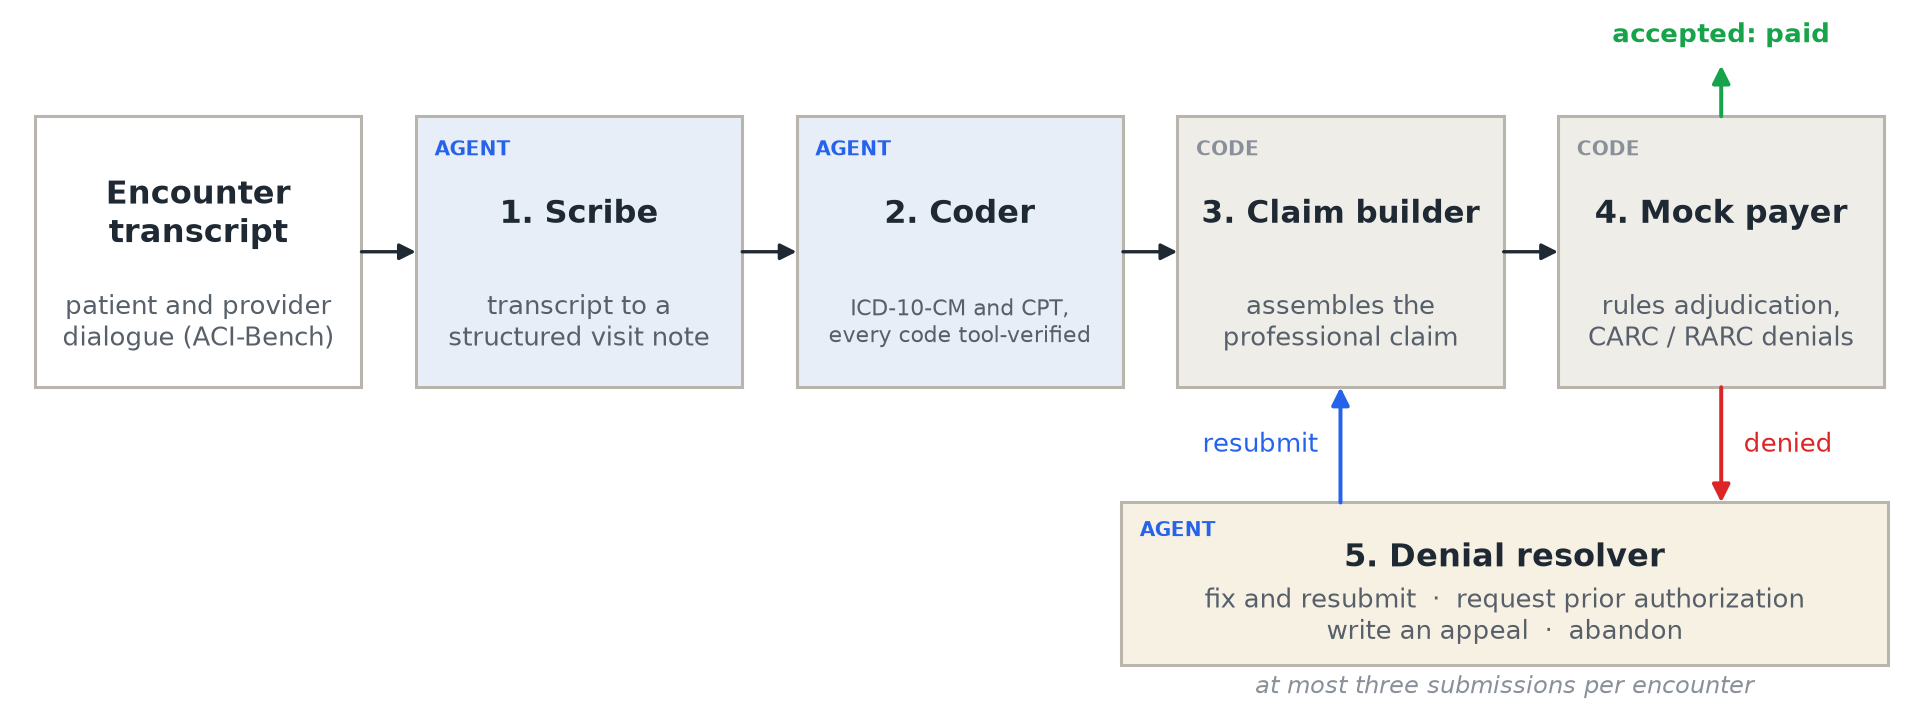 accepted: paid
Encounter
transcript
patient and provider
dialogue (ACI-Bench)
AGENT
1. Scribe
transcript to a
structured visit note
AGENT
2. Coder
ICD-10-CM and CPT,
every code tool-verified
CODE
3. Claim builder
assembles the
professional claim
CODE
4. Mock payer
rules adjudication,
CARC / RARC denials
resubmit
denied
AGENT
5. Denial resolver
fix and resubmit · request prior authorization
write an appeal · abandon
at most three submissions per encounter